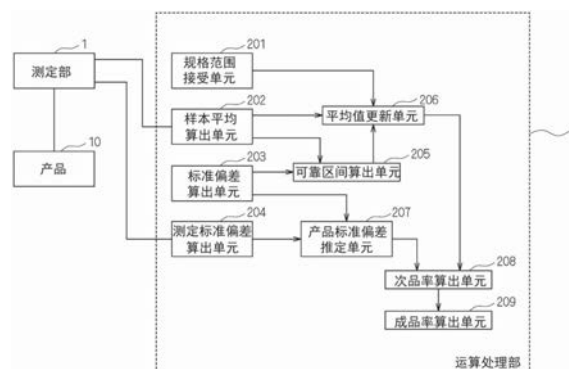 1
测定部
10
产品
201
规格范围
接受单元
202
样本平均
算出单元
203
标准偏差
算出单元
204
测定标准偏差
算出单元
206
平均值更新单元
205
可靠区间算出单元
207
产品标准偏差
推定单元
208
次品率算出单元
209
成品率算出单元
运算处理部